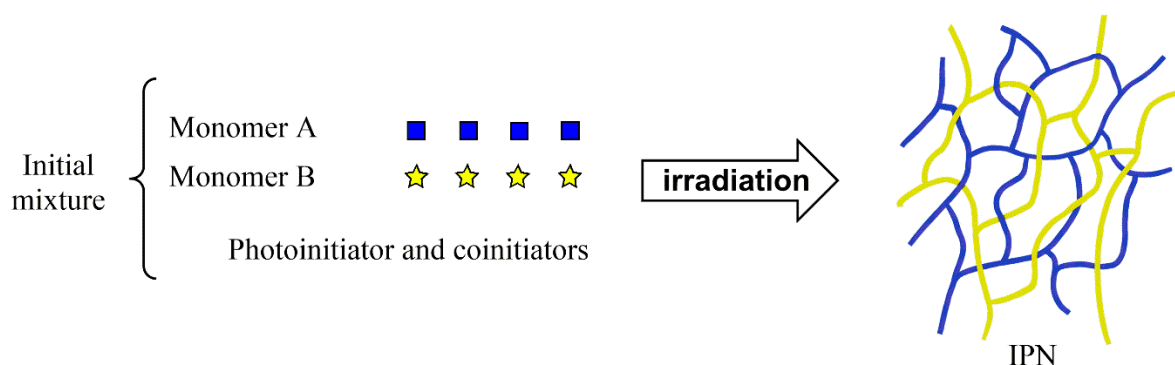 Initial
mixture
Monomer A
Monomer B
Photoinitiator and coinitiators
irradiation
IPN